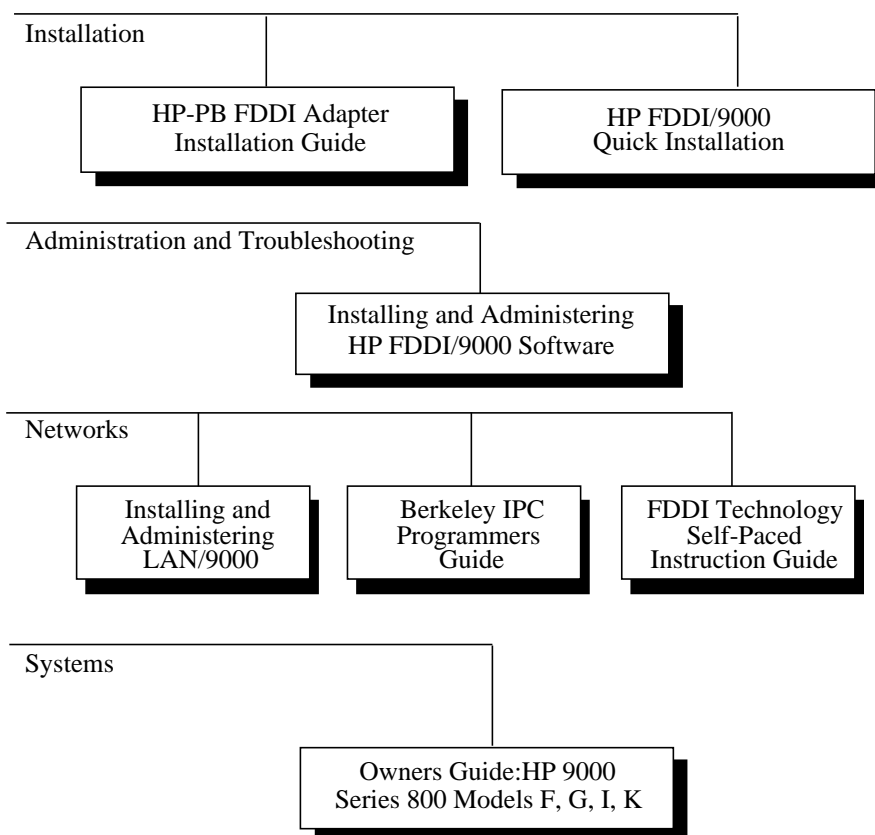 Installation
HP-PB FDDI Adapter
Installation Guide
HP FDDI/9000
Quick Installation
Administration and Troubleshooting
Installing and Administering
HP FDDI/9000 Software
Networks
Installing and
Administering
LAN/9000
Berkeley IPC
Programmers
Guide
FDDI Technology
Self-Paced
Instruction Guide
Systems
Owners Guide:HP 9000
Series 800 Models F, G, I, K